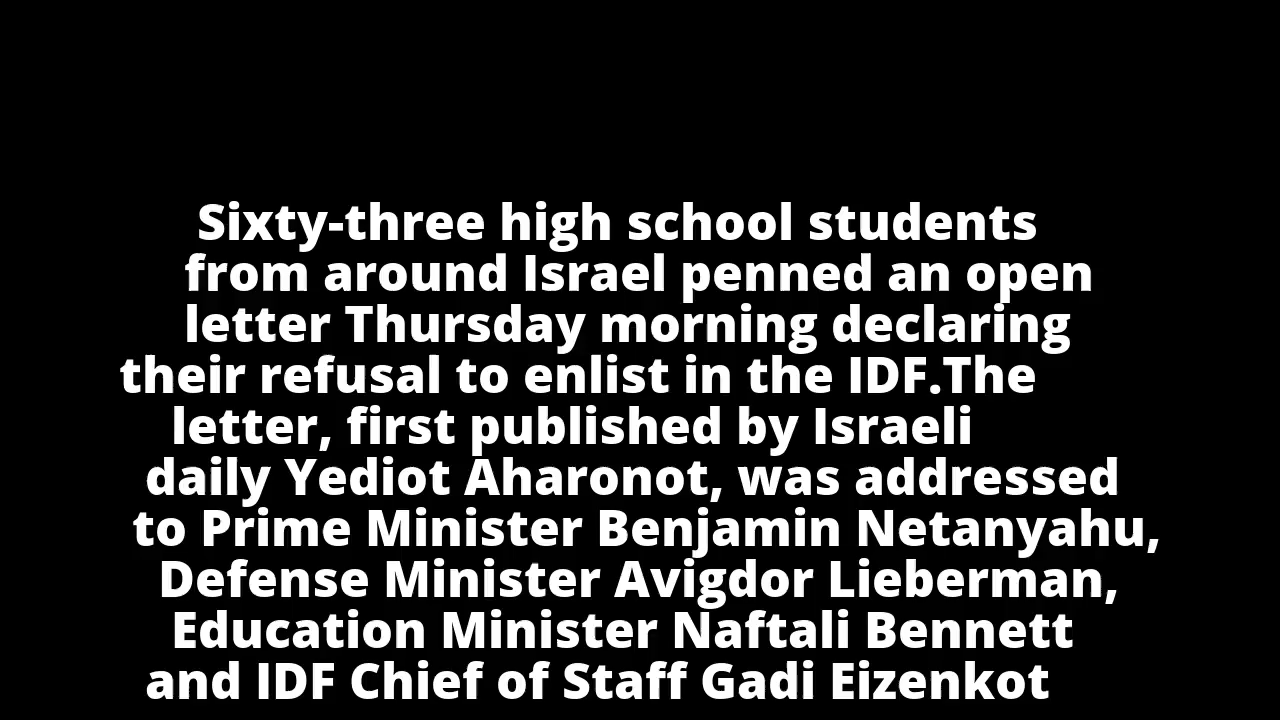 Sixty-three high school students
from around Israel penned an open
letter Thursday morning declaring
their refusal to enlist in the IDF.The
letter, first published by Israeli
daily Yediot Aharonot, was addressed
to Prime Minister Benjamin Netanyahu,
Defense Minister Avigdor Lieberman,
Education Minister Naftali Bennett
and IDF Chief of Staff Gadi Eizenkot